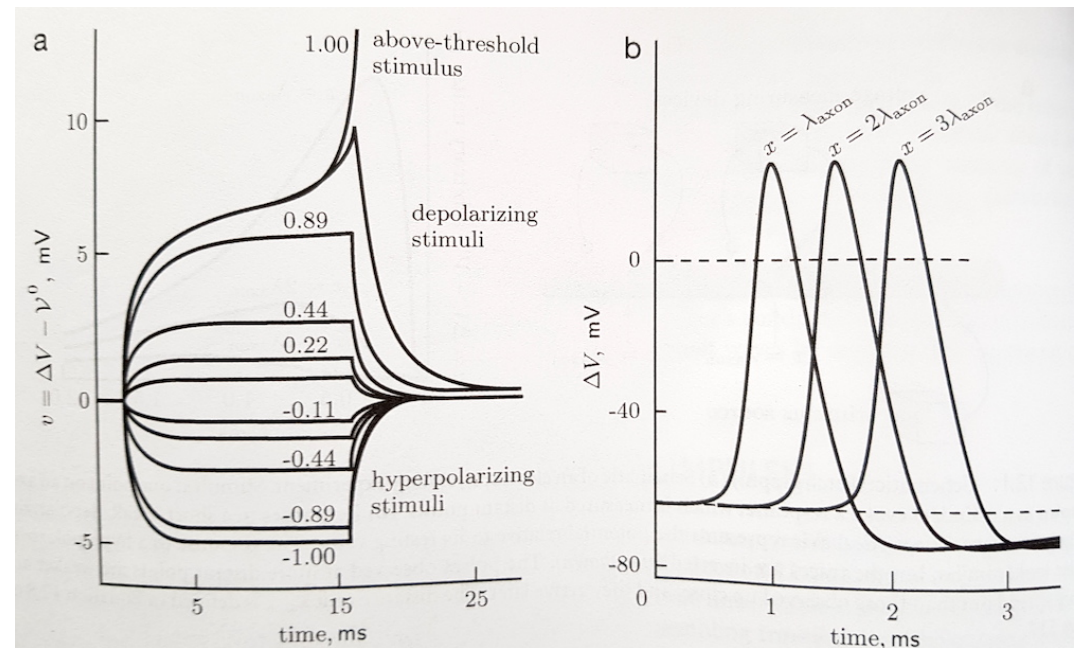 a
1.00
above-threshold
stimulus
10
0.89
depolarizing
stimuli
5
0.44
0.22
0
-0.11
-0.44
hyperpolarizing
stimuli
-0.89
-5
-1.00
5
15
25
time, ms
v = ΔV − 𝒱⁰, mV
b
x = λaxon
x = 2λaxon
x = 3λaxon
0
ΔV, mV
-40
-80
0
1
2
3
time, ms